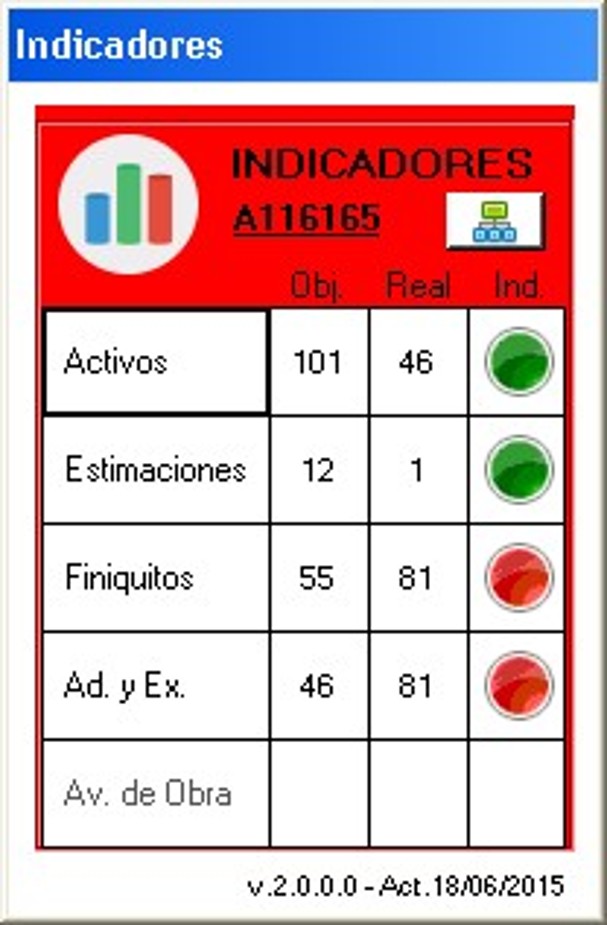 Indicadores
INDICADORES
A116165
Obj. Real Ind.
Activos 101 46
Estimaciones 12 1
Finiquitos 55 81
Ad. y Ex. 46 81
Av. de Obra
v.2.0.0.0 - Act.18/06/2015